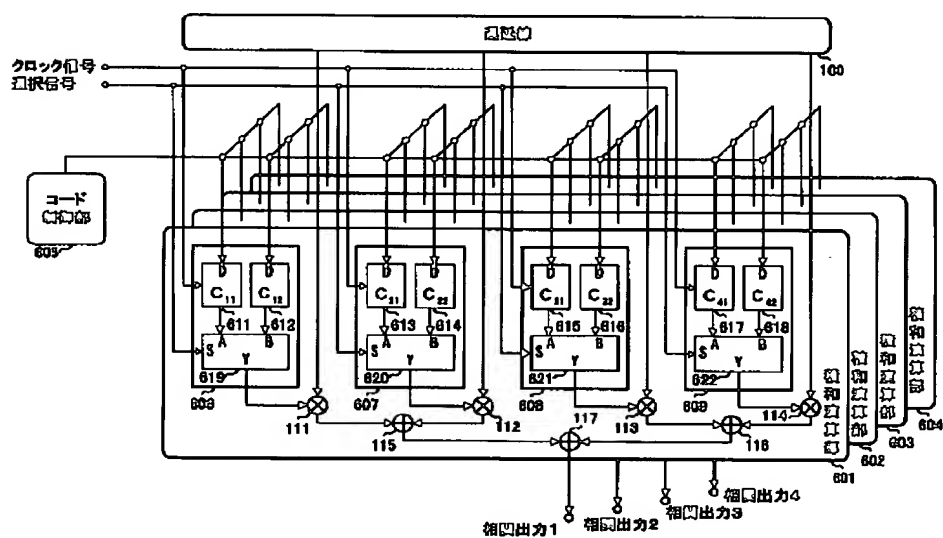 クロック信号
選択信号
100
コード
605
D D D D D D D D
C11 C12 C21 C22 C31 C32 C41 C42
611 612 613 614 615 616 617 618
A B A B A B A B
S Y S Y S Y S Y
619 620 621 622
606 607 608 609
111 112 113 114
115 117 116
601
602
603
604
相関出力1
相関出力2
相関出力3
相関出力4